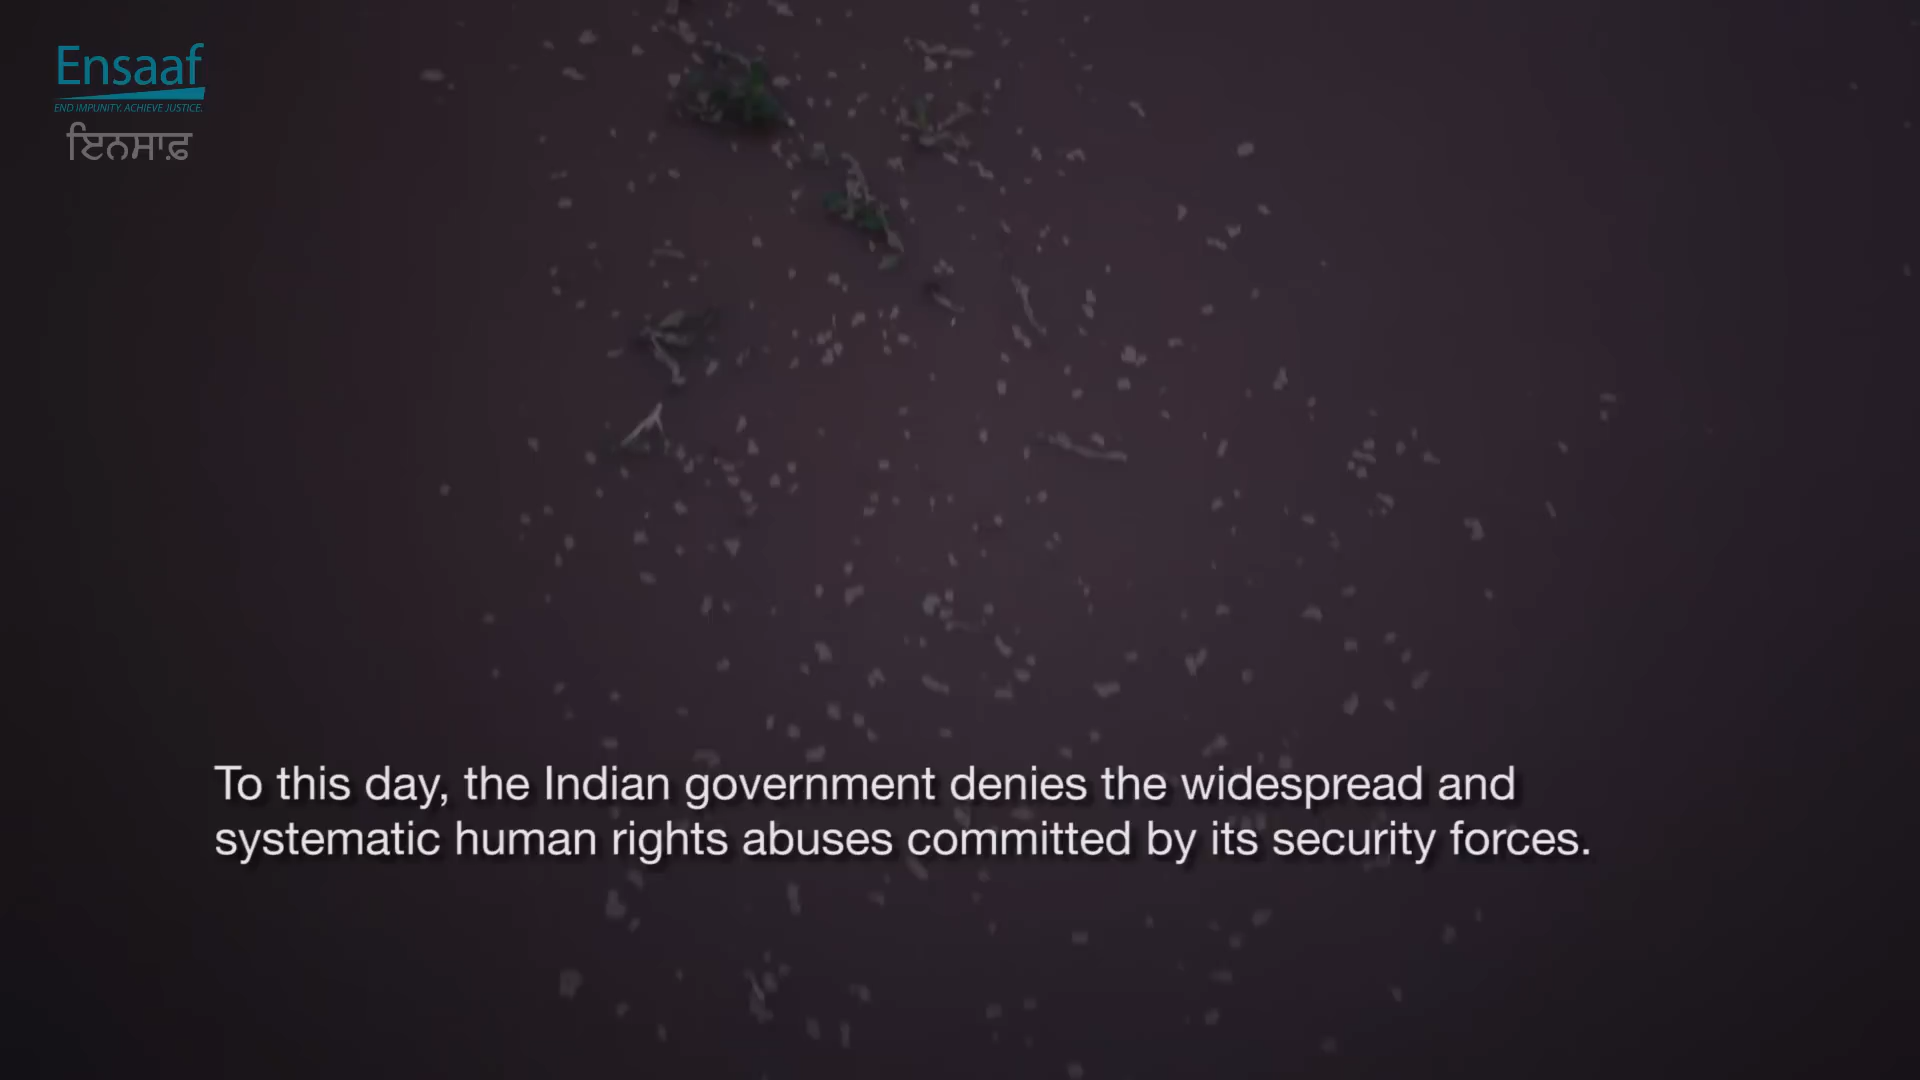 Ensaaf
END IMPUNITY. ACHIEVE JUSTICE.
ਇਨਸਾਫ਼
To this day, the Indian government denies the widespread and
systematic human rights abuses committed by its security forces.